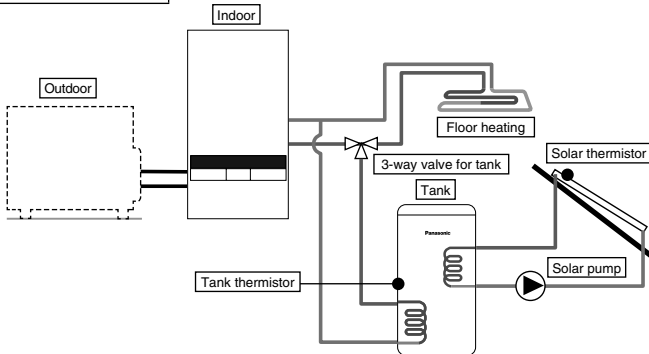 Indoor
Outdoor
Floor heating
Solar thermistor
3-way valve for tank
Tank
Panasonic
Solar pump
Tank thermistor